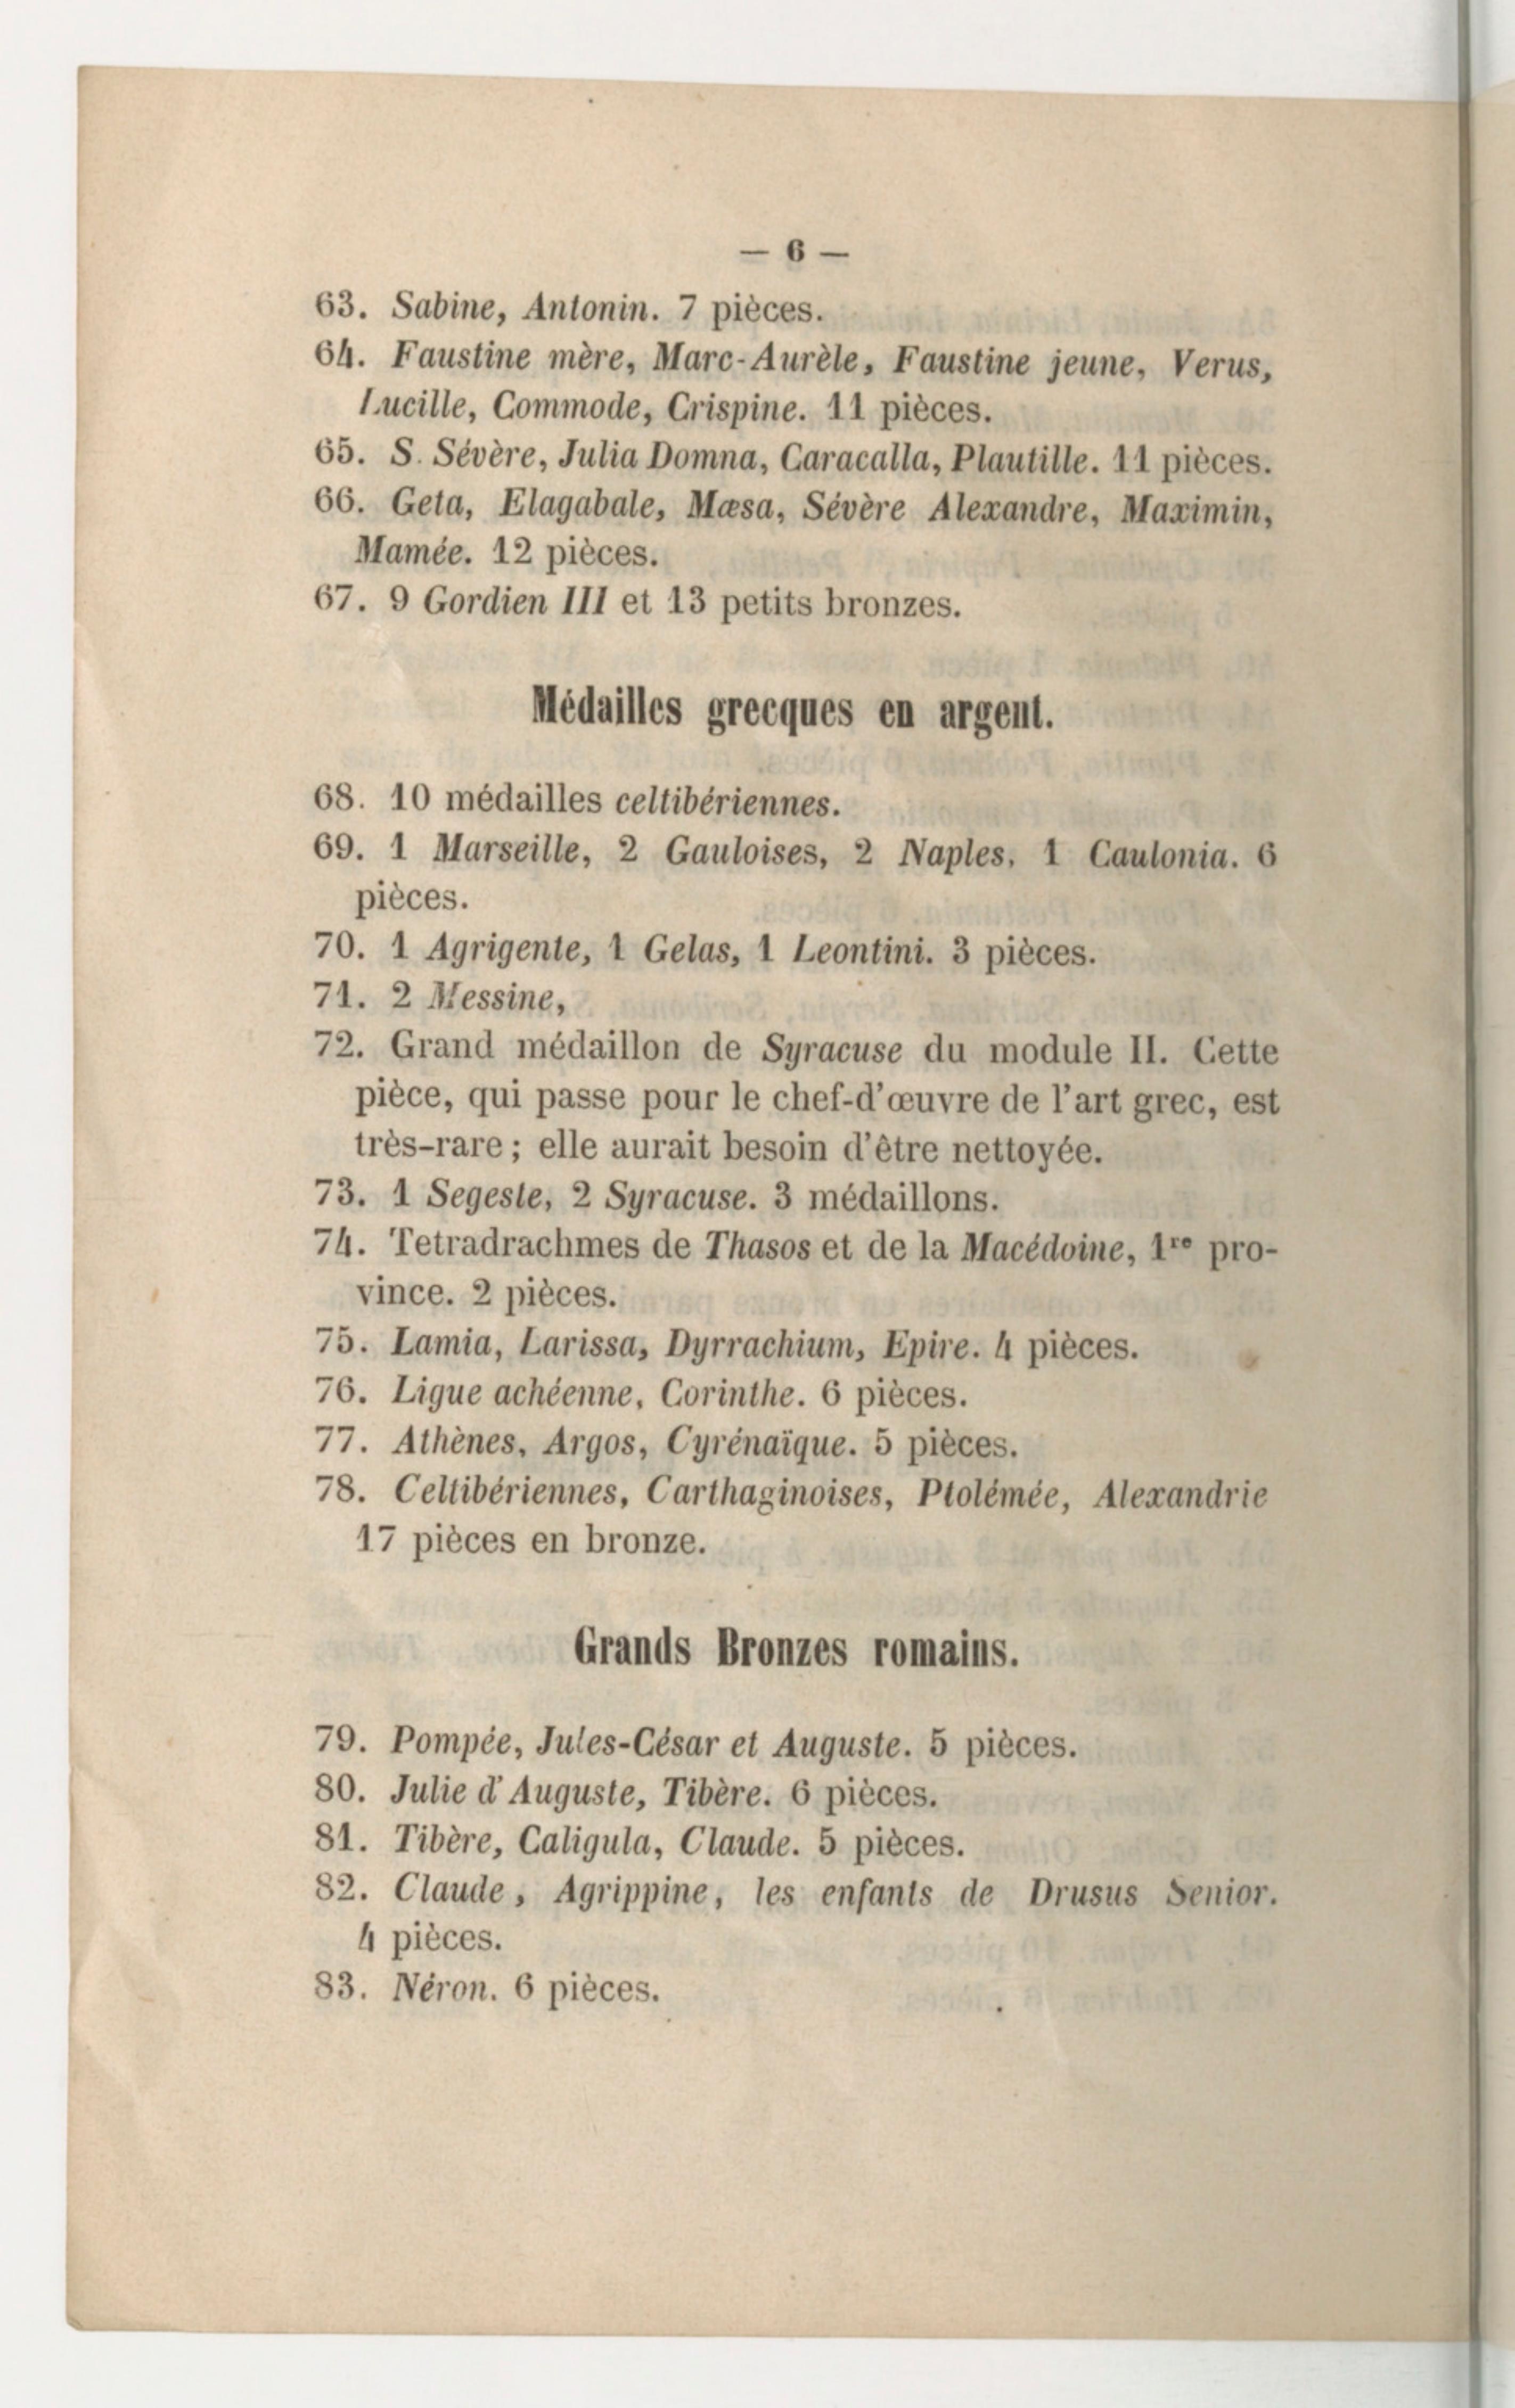 — 6 —
63. Sabine, Antonin. 7 pièces.
64. Faustine mère, Marc-Aurèle, Faustine jeune, Verus,
Lucille, Commode, Crispine. 11 pièces.
65. S. Sévère, Julia Domna, Caracalla, Plautille. 11 pièces.
66. Geta, Elagabale, Mæsa, Sévère Alexandre, Maximin,
Mamée. 12 pièces.
67. 9 Gordien III et 13 petits bronzes.
Médailles grecques en argent.
68. 10 médailles celtibériennes.
69. 1 Marseille, 2 Gauloises, 2 Naples, 1 Caulonia. 6
pièces.
70. 1 Agrigente, 1 Gelas, 1 Leontini. 3 pièces.
71. 2 Messine,
72. Grand médaillon de Syracuse du module II. Cette
pièce, qui passe pour le chef-d'œuvre de l'art grec, est
très-rare ; elle aurait besoin d'être nettoyée.
73. 1 Segeste, 2 Syracuse. 3 médaillons.
74. Tetradrachmes de Thasos et de la Macédoine, 1re pro-
vince. 2 pièces.
75. Lamia, Larissa, Dyrrachium, Epire. 4 pièces.
76. Ligue achéenne, Corinthe. 6 pièces.
77. Athènes, Argos, Cyrénaïque. 5 pièces.
78. Celtibériennes, Carthaginoises, Ptolémée, Alexandrie
17 pièces en bronze.
Grands Bronzes romains.
79. Pompée, Jules-César et Auguste. 5 pièces.
80. Julie d'Auguste, Tibère. 6 pièces.
81. Tibère, Caligula, Claude. 5 pièces.
82. Claude, Agrippine, les enfants de Drusus Senior.
4 pièces.
83. Néron. 6 pièces.